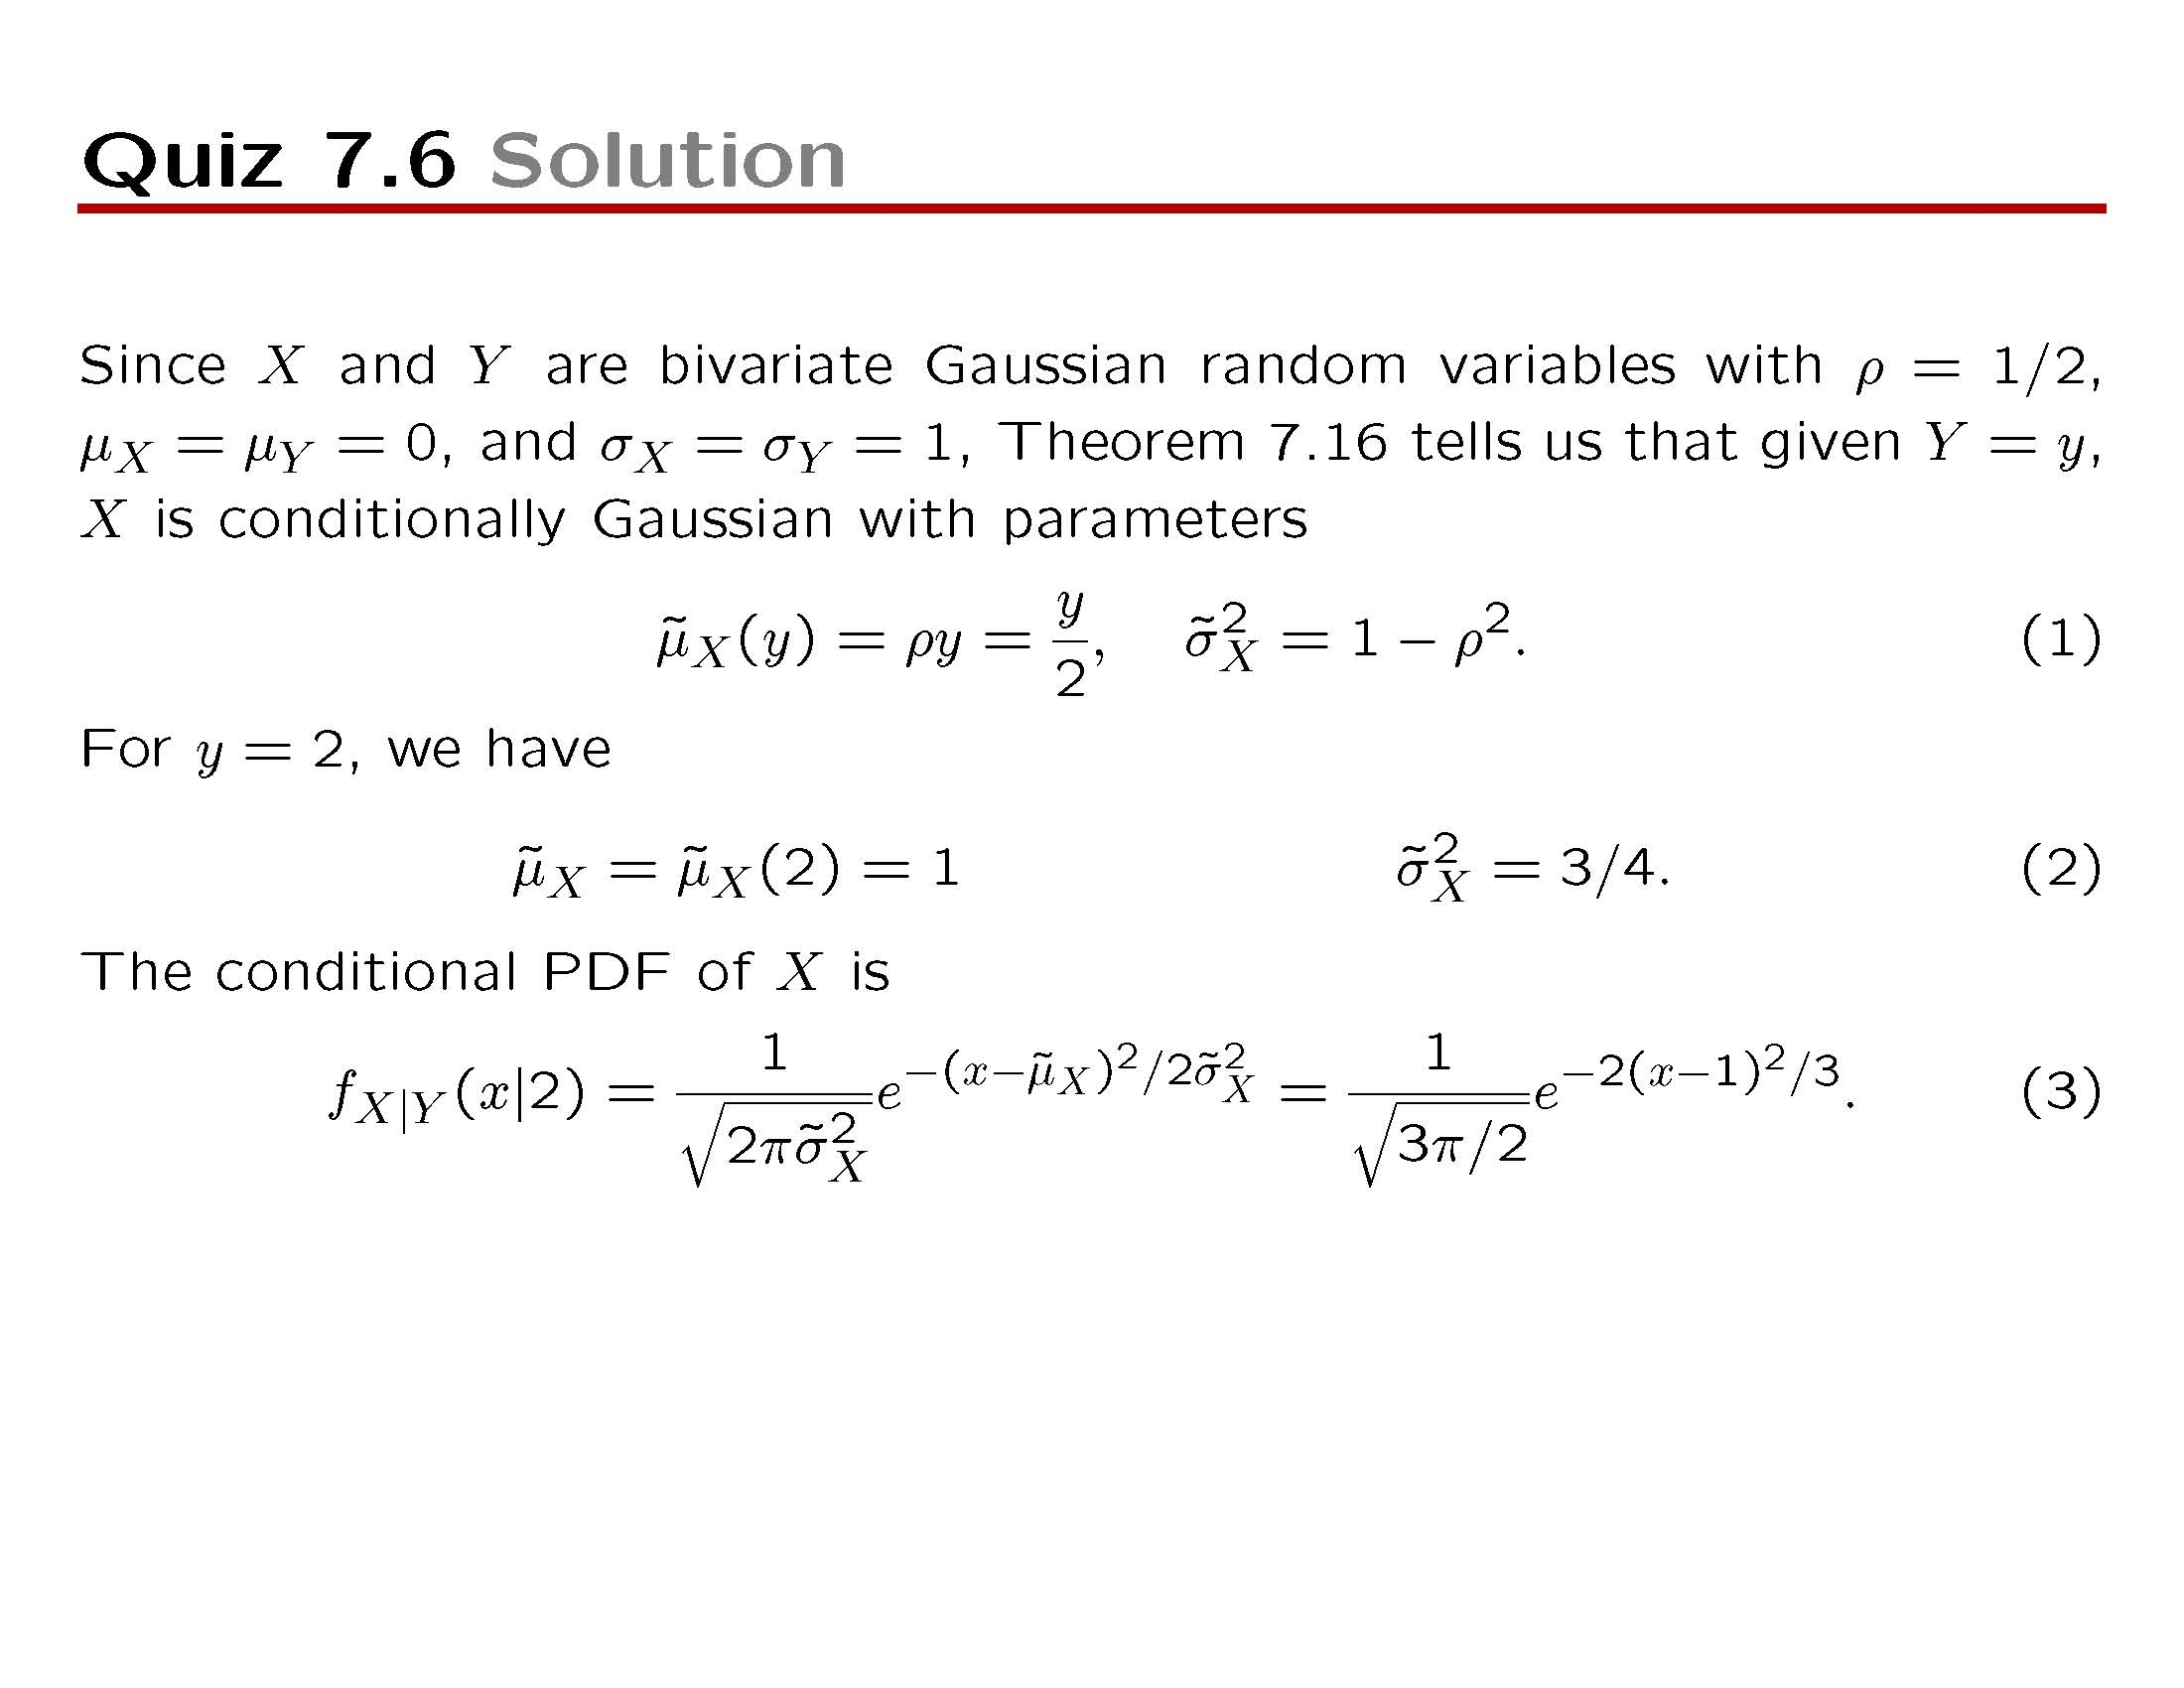 Quiz 7.6 Solution
Since X and Y are bivariate Gaussian random variables with ρ = 1/2,
μ_X = μ_Y = 0, and σ_X = σ_Y = 1, Theorem 7.16 tells us that given Y = y,
X is conditionally Gaussian with parameters
μ̃_X(y) = ρy = y/2, σ̃²_X = 1 − ρ². (1)
For y = 2, we have
μ̃_X = μ̃_X(2) = 1 σ̃²_X = 3/4. (2)
The conditional PDF of X is
f_{X|Y}(x|2) = 1/√(2πσ̃²_X) e^{−(x−μ̃_X)²/2σ̃²_X} = 1/√(3π/2) e^{−2(x−1)²/3}. (3)